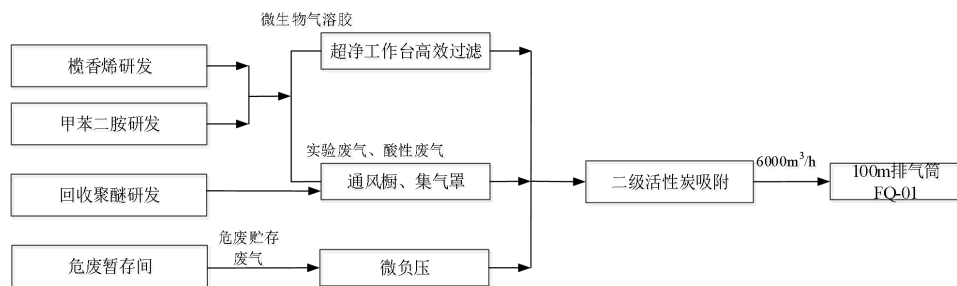 微生物气溶胶
榄香烯研发
超净工作台高效过滤
甲苯二胺研发
实验废气、酸性废气
回收聚醚研发
通风橱、集气罩
二级活性炭吸附
6000m³/h
100m排气筒
FQ-01
危废暂存间
危废贮存
废气
微负压